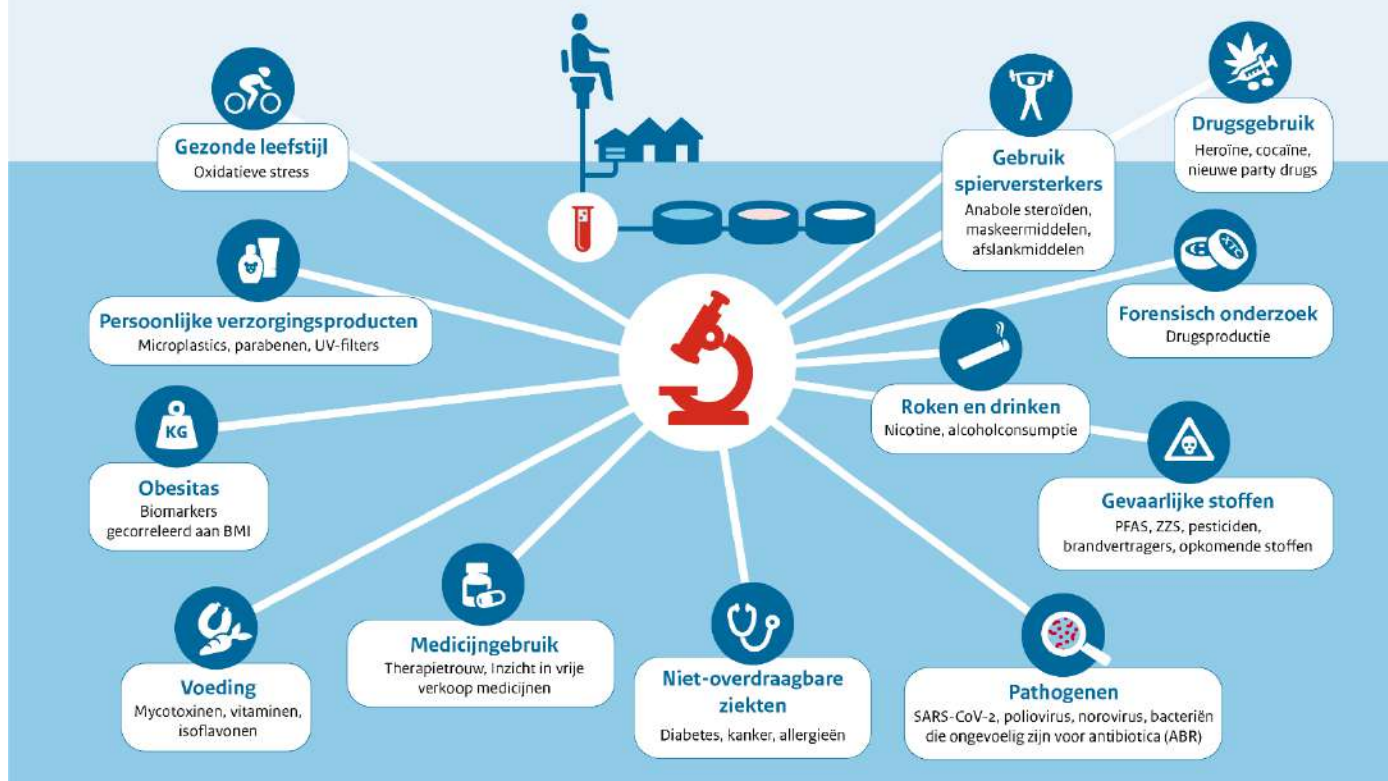 Gezonde leefstijl
Oxidatieve stress
Persoonlijke verzorgingsproducten
Microplastics, parabenen, UV-filters
KG
Obesitas
Biomarkers
gecorreleerd aan BMI
Voeding
Mycotoxinen, vitaminen,
isoflavonen
Medicijngebruik
Therapietrouw, Inzicht in vrije
verkoop medicijnen
Niet-overdraagbare
ziekten
Diabetes, kanker, allergieën
Pathogenen
SARS-CoV-2, poliovirus, norovirus, bacteriën
die ongevoelig zijn voor antibiotica (ABR)
Gevaarlijke stoffen
PFAS, ZZS, pesticiden,
brandvertragers, opkomende stoffen
Roken en drinken
Nicotine, alcoholconsumptie
XTC
Forensisch onderzoek
Drugsproductie
Gebruik
spierversterkers
Anabole steroïden,
maskeermiddelen,
afslankmiddelen
Drugsgebruik
Heroïne, cocaïne,
nieuwe party drugs